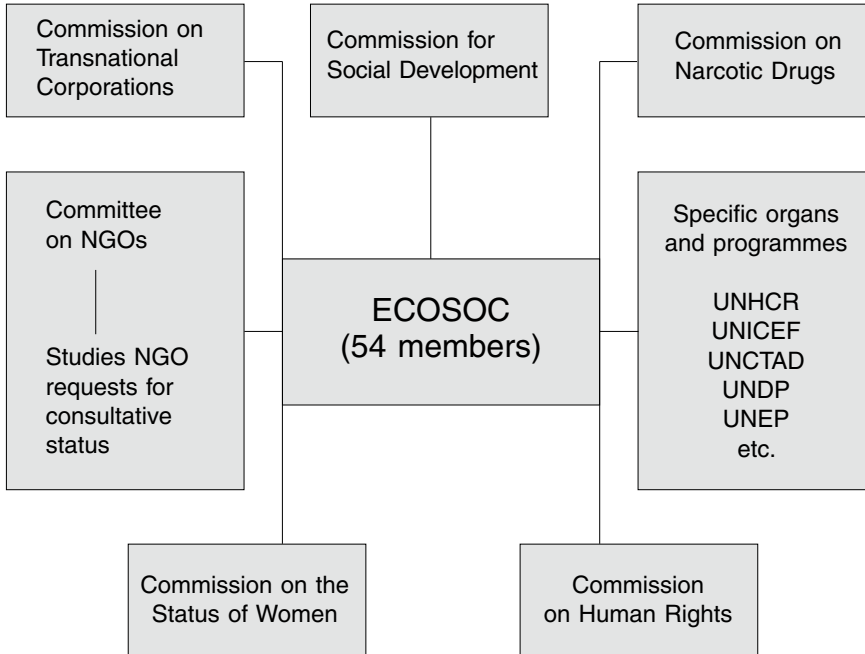 Commission on
Transnational
Corporations
Commission for
Social Development
Commission on
Narcotic Drugs
Committee
on NGOs
Studies NGO
requests for
consultative
status
ECOSOC
(54 members)
Specific organs
and programmes
UNHCR
UNICEF
UNCTAD
UNDP
UNEP
etc.
Commission on the
Status of Women
Commission
on Human Rights